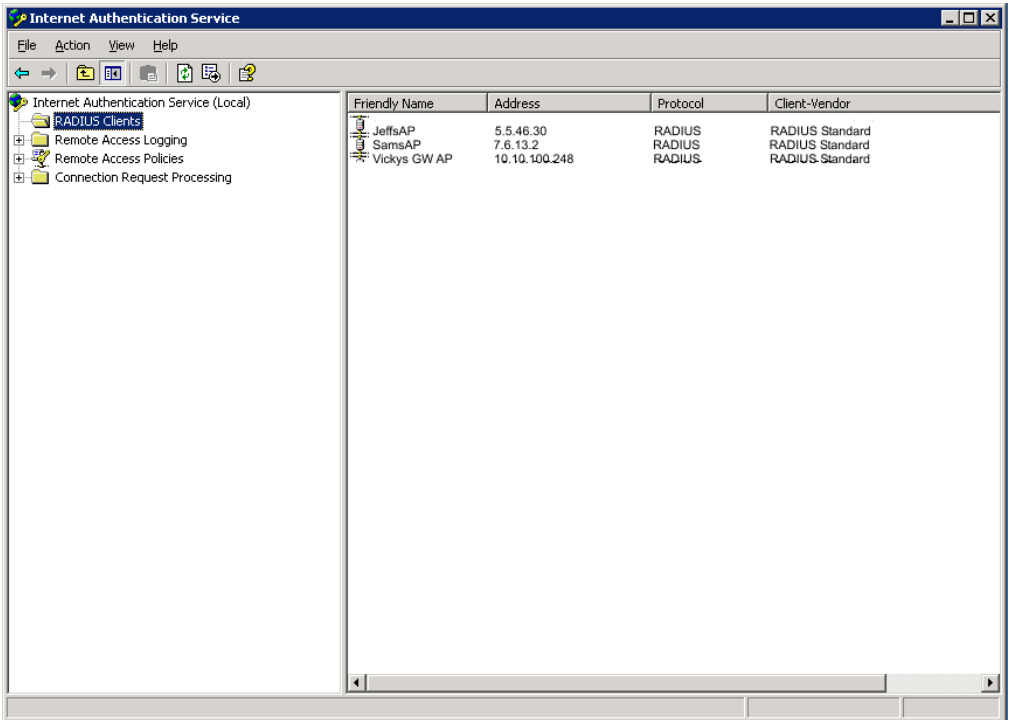 Internet Authentication Service
File Action View Help
Internet Authentication Service (Local)
RADIUS Clients
Remote Access Logging
Remote Access Policies
Connection Request Processing
Friendly Name Address Protocol Client-Vendor
JeffsAP 5.5.46.30 RADIUS RADIUS Standard
SamsAP 7.6.13.2 RADIUS RADIUS Standard
Vickys GW AP 10.10.100.248 RADIUS RADIUS Standard